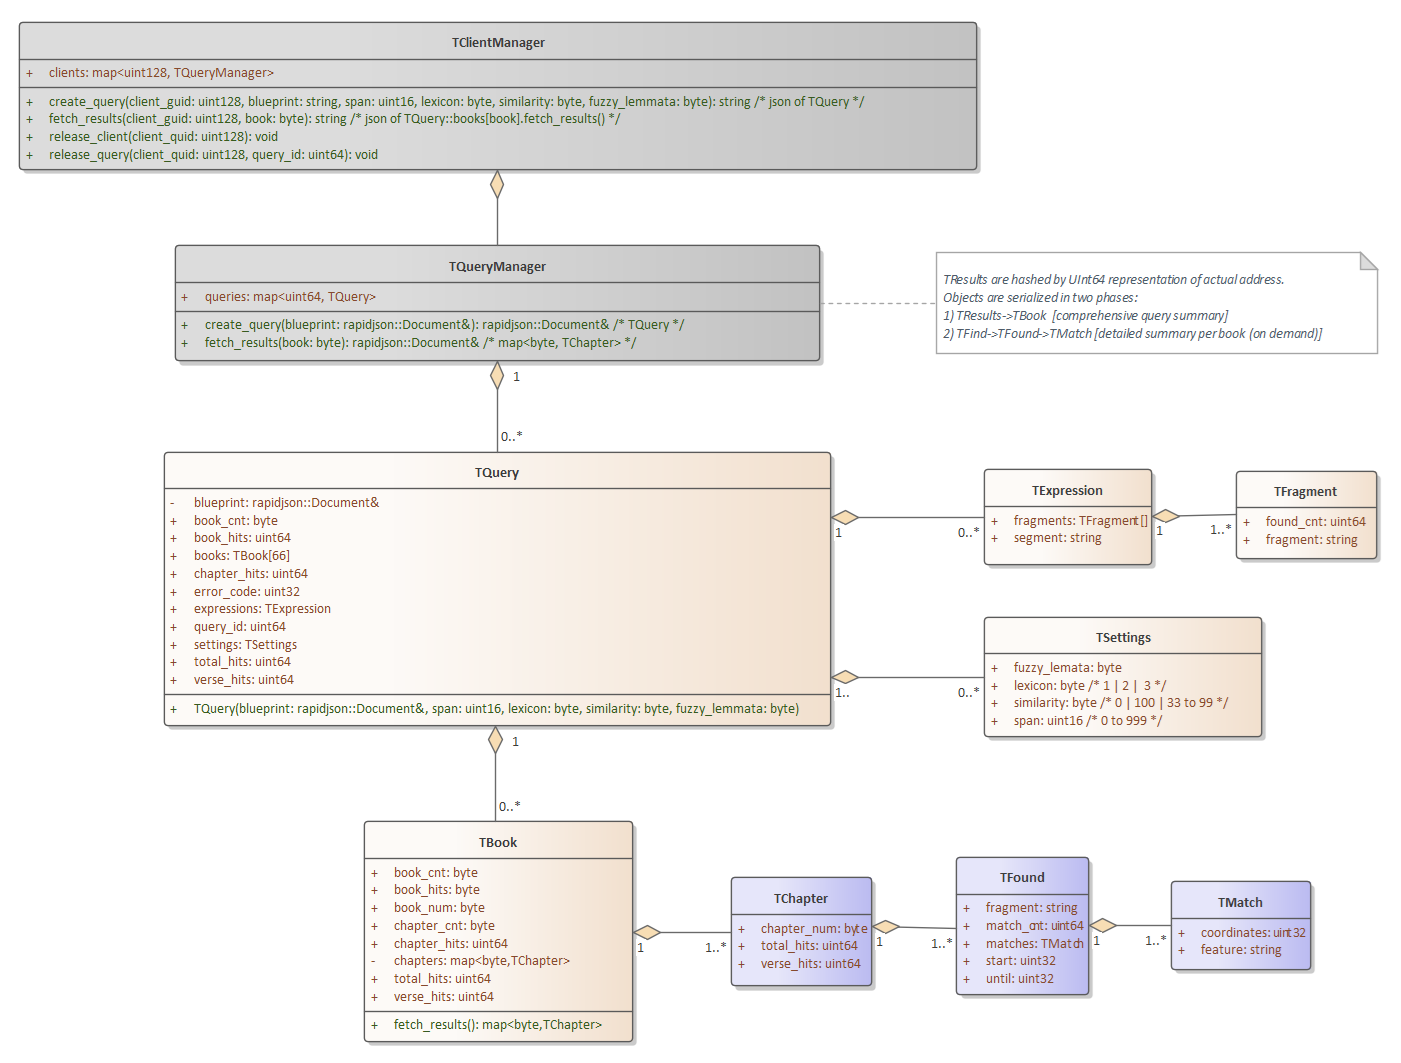 TClientManager
+ clients: map<uint128, TQueryManager>
+ create_query(client_guid: uint128, blueprint: string, span: uint16, lexicon: byte, similarity: byte, fuzzy_lemmata: byte): string /* json of TQuery */
+ fetch_results(client_guid: uint128, book: byte): string /* json of TQuery::books[book].fetch_results() */
+ release_client(client_quid: uint128): void
+ release_query(client_quid: uint128, query_id: uint64): void
TQueryManager
+ queries: map<uint64, TQuery>
+ create_query(blueprint: rapidjson::Document&): rapidjson::Document& /* TQuery */
+ fetch_results(book: byte): rapidjson::Document& /* map<byte, TChapter> */
TResults are hashed by UInt64 representation of actual address.
Objects are serialized in two phases:
1) TResults->TBook [comprehensive query summary]
2) TFind->TFound->TMatch [detailed summary per book (on demand)]
1
0..*
TQuery
- blueprint: rapidjson::Document&
+ book_cnt: byte
+ book_hits: uint64
+ books: TBook[66]
+ chapter_hits: uint64
+ error_code: uint32
+ expressions: TExpression
+ query_id: uint64
+ settings: TSettings
+ total_hits: uint64
+ verse_hits: uint64
+ TQuery(blueprint: rapidjson::Document&, span: uint16, lexicon: byte, similarity: byte, fuzzy_lemmata: byte)
1
0..*
TExpression
+ fragments: TFragment[]
+ segment: string
1
1..*
TFragment
+ found_cnt: uint64
+ fragment: string
1..
0..*
TSettings
+ fuzzy_lemata: byte
+ lexicon: byte /* 1 | 2 | 3 */
+ similarity: byte /* 0 | 100 | 33 to 99 */
+ span: uint16 /* 0 to 999 */
1
0..*
TBook
+ book_cnt: byte
+ book_hits: byte
+ book_num: byte
+ chapter_cnt: byte
+ chapter_hits: uint64
- chapters: map<byte,TChapter>
+ total_hits: uint64
+ verse_hits: uint64
+ fetch_results(): map<byte,TChapter>
1
1..*
TChapter
+ chapter_num: byte
+ total_hits: uint64
+ verse_hits: uint64
1
1..*
TFound
+ fragment: string
+ match_cnt: uint64
+ matches: TMatch
+ start: uint32
+ until: uint32
1
1..*
TMatch
+ coordinates: uint32
+ feature: string